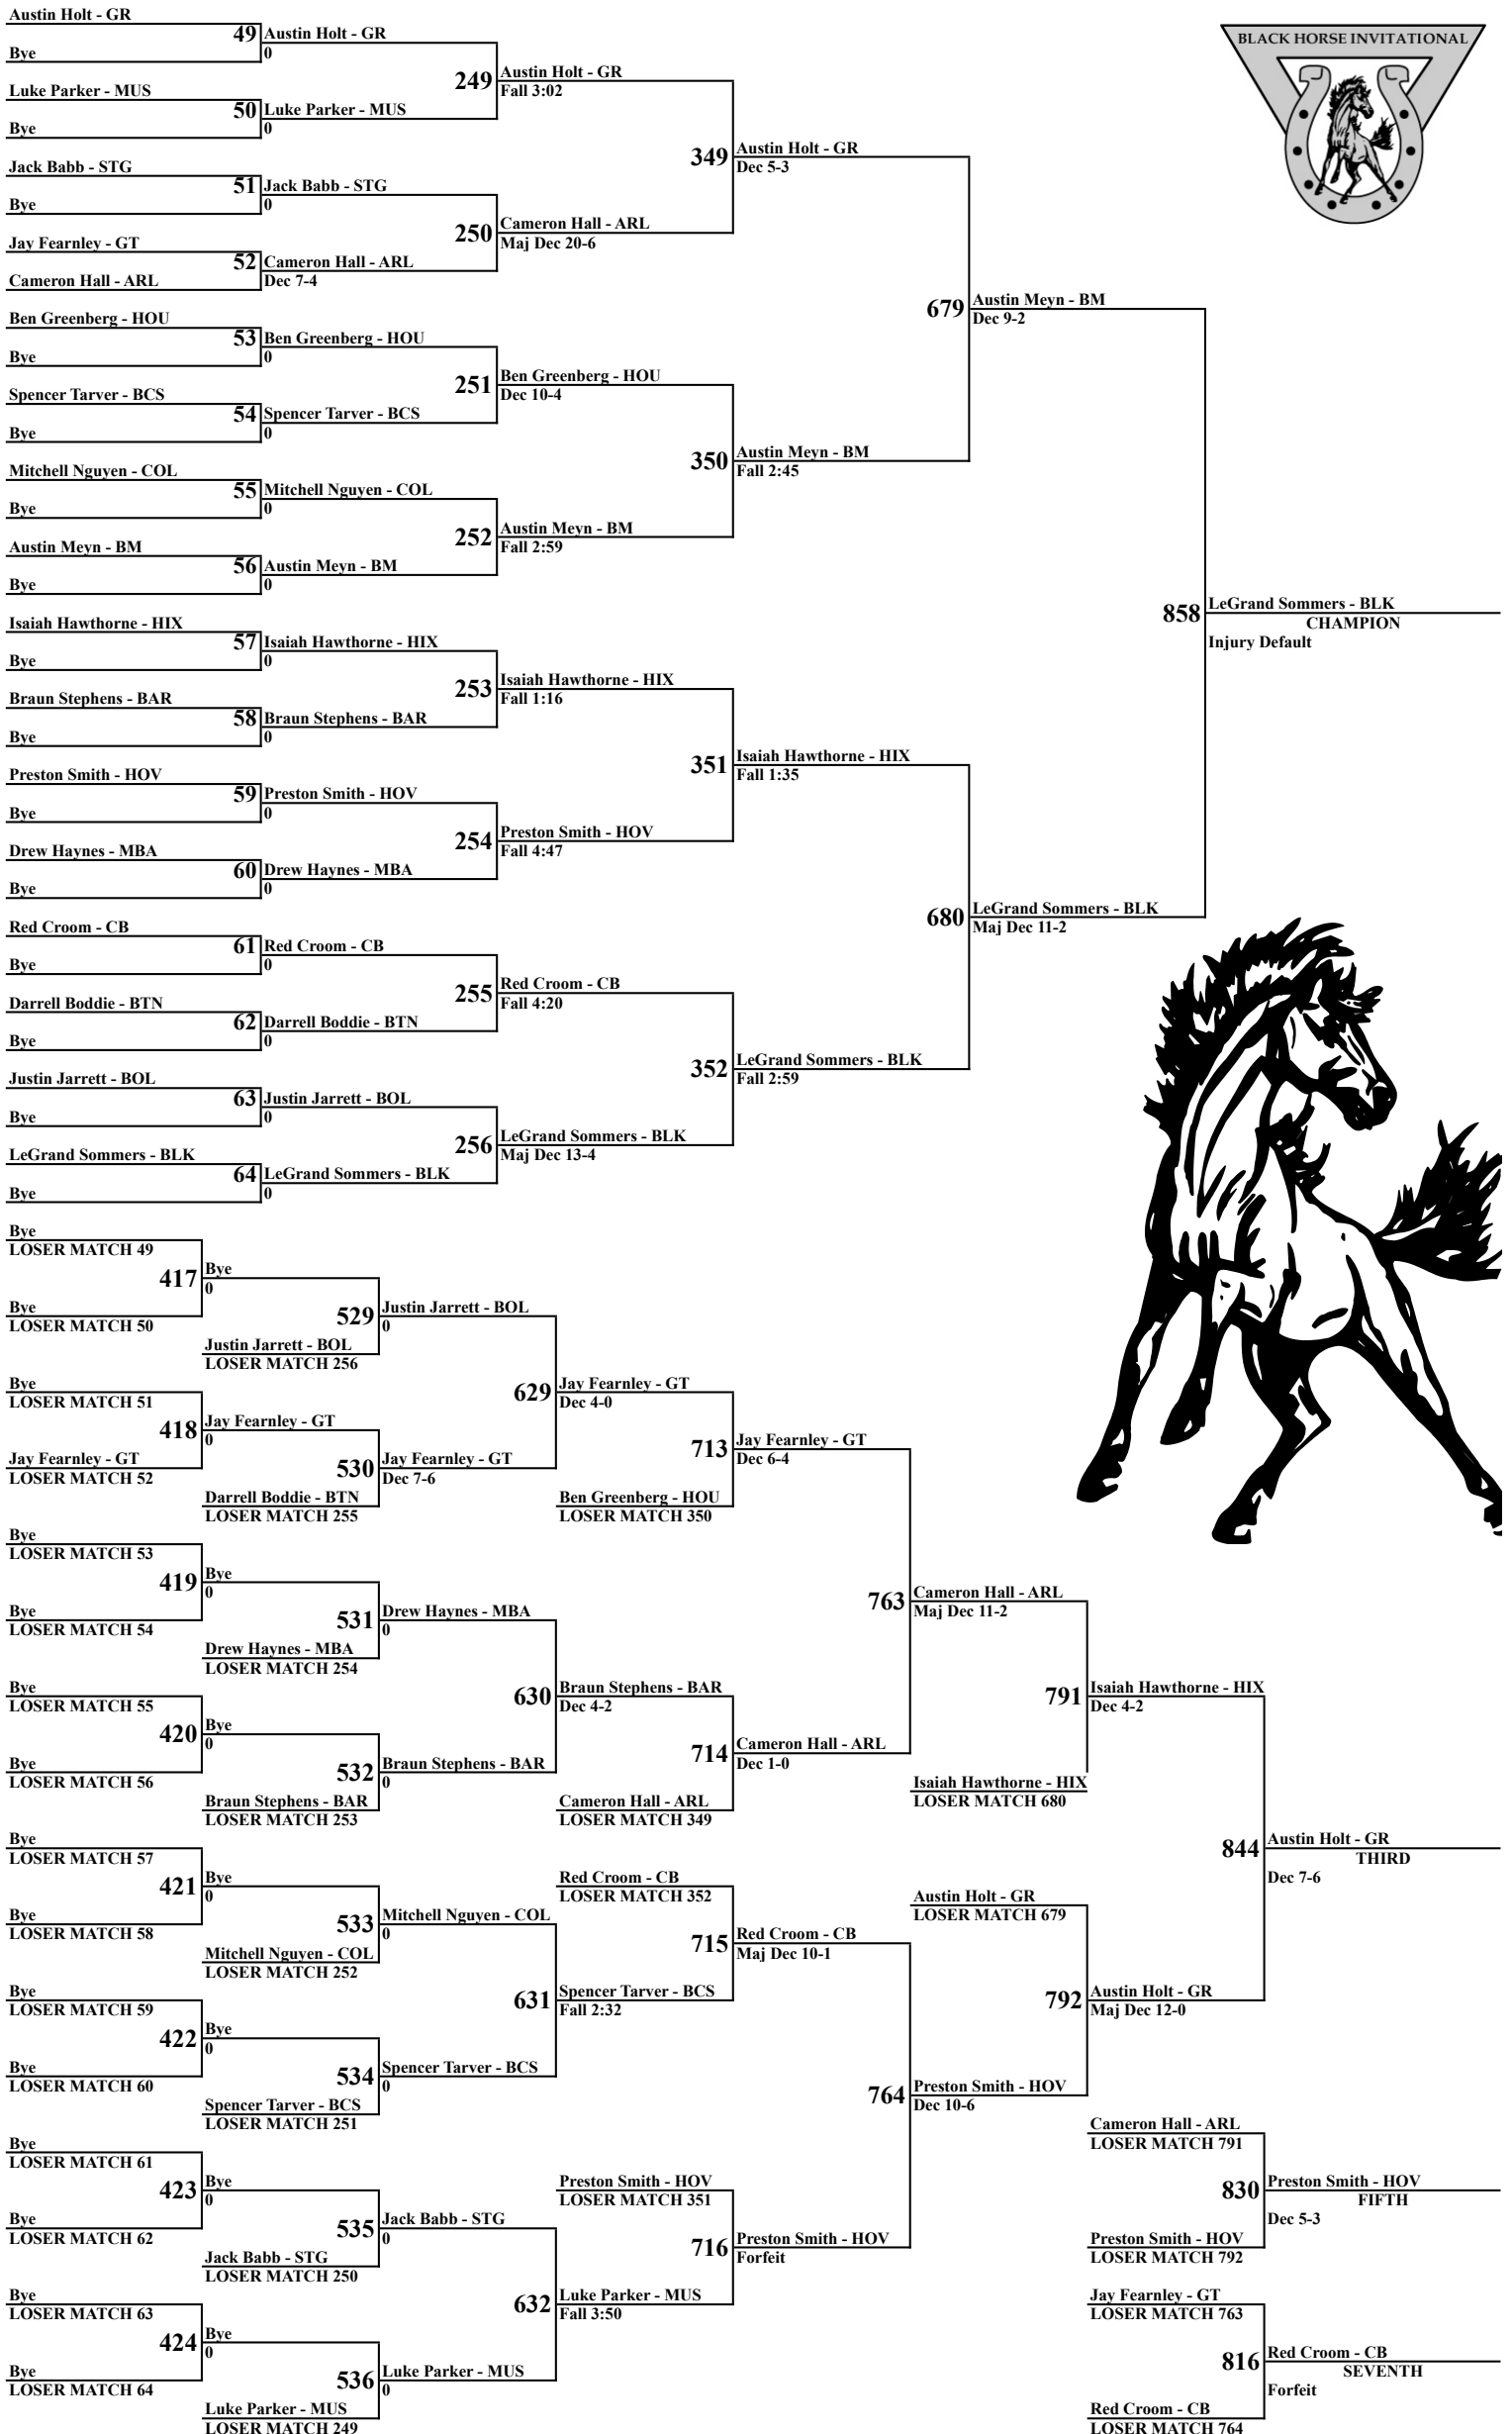 BLACK HORSE INVITATIONAL
Austin Holt - GR
49
Bye
Austin Holt - GR
0
Luke Parker - MUS
50
Bye
Luke Parker - MUS
0
249
Austin Holt - GR
Fall 3:02
Jack Babb - STG
51
Bye
Jack Babb - STG
0
Jay Fearnley - GT
52
Cameron Hall - ARL
Cameron Hall - ARL
Dec 7-4
250
Cameron Hall - ARL
Maj Dec 20-6
349
Austin Holt - GR
Dec 5-3
Ben Greenberg - HOU
53
Bye
Ben Greenberg - HOU
0
Spencer Tarver - BCS
54
Bye
Spencer Tarver - BCS
0
251
Ben Greenberg - HOU
Dec 10-4
Mitchell Nguyen - COL
55
Bye
Mitchell Nguyen - COL
0
Austin Meyn - BM
56
Bye
Austin Meyn - BM
0
252
Austin Meyn - BM
Fall 2:59
350
Austin Meyn - BM
Fall 2:45
679
Austin Meyn - BM
Dec 9-2
Isaiah Hawthorne - HIX
57
Bye
Isaiah Hawthorne - HIX
0
Braun Stephens - BAR
58
Bye
Braun Stephens - BAR
0
253
Isaiah Hawthorne - HIX
Fall 1:16
Preston Smith - HOV
59
Bye
Preston Smith - HOV
0
Drew Haynes - MBA
60
Bye
Drew Haynes - MBA
0
254
Preston Smith - HOV
Fall 4:47
351
Isaiah Hawthorne - HIX
Fall 1:35
Red Croom - CB
61
Bye
Red Croom - CB
0
Darrell Boddie - BTN
62
Bye
Darrell Boddie - BTN
0
255
Red Croom - CB
Fall 4:20
Justin Jarrett - BOL
63
Bye
Justin Jarrett - BOL
0
LeGrand Sommers - BLK
64
Bye
LeGrand Sommers - BLK
0
256
LeGrand Sommers - BLK
Maj Dec 13-4
352
LeGrand Sommers - BLK
Fall 2:59
680
LeGrand Sommers - BLK
Maj Dec 11-2
858
LeGrand Sommers - BLK
CHAMPION
Injury Default
Bye
LOSER MATCH 49
417
Bye
LOSER MATCH 50
Bye
0
529
Justin Jarrett - BOL
LOSER MATCH 256
Justin Jarrett - BOL
0
Bye
LOSER MATCH 51
418
Jay Fearnley - GT
LOSER MATCH 52
Jay Fearnley - GT
0
530
Darrell Boddie - BTN
LOSER MATCH 255
Jay Fearnley - GT
Dec 7-6
629
Jay Fearnley - GT
Dec 4-0
713
Ben Greenberg - HOU
LOSER MATCH 350
Jay Fearnley - GT
Dec 6-4
Bye
LOSER MATCH 53
419
Bye
LOSER MATCH 54
Bye
0
531
Drew Haynes - MBA
LOSER MATCH 254
Drew Haynes - MBA
0
Bye
LOSER MATCH 55
420
Bye
LOSER MATCH 56
Bye
0
532
Braun Stephens - BAR
LOSER MATCH 253
Braun Stephens - BAR
0
630
Braun Stephens - BAR
Dec 4-2
714
Cameron Hall - ARL
LOSER MATCH 349
Cameron Hall - ARL
Dec 1-0
763
Cameron Hall - ARL
Maj Dec 11-2
791
Isaiah Hawthorne - HIX
LOSER MATCH 680
Isaiah Hawthorne - HIX
Dec 4-2
Bye
LOSER MATCH 57
421
Bye
LOSER MATCH 58
Bye
0
533
Mitchell Nguyen - COL
LOSER MATCH 252
Mitchell Nguyen - COL
0
Bye
LOSER MATCH 59
422
Bye
LOSER MATCH 60
Bye
0
534
Spencer Tarver - BCS
LOSER MATCH 251
Spencer Tarver - BCS
0
631
Spencer Tarver - BCS
Fall 2:32
Red Croom - CB
LOSER MATCH 352
715
Red Croom - CB
Maj Dec 10-1
Bye
LOSER MATCH 61
423
Bye
LOSER MATCH 62
Bye
0
535
Jack Babb - STG
LOSER MATCH 250
Jack Babb - STG
0
Bye
LOSER MATCH 63
424
Bye
LOSER MATCH 64
Bye
0
536
Luke Parker - MUS
LOSER MATCH 249
Luke Parker - MUS
0
632
Luke Parker - MUS
Fall 3:50
Preston Smith - HOV
LOSER MATCH 351
716
Preston Smith - HOV
Forfeit
764
Preston Smith - HOV
Dec 10-6
Austin Holt - GR
LOSER MATCH 679
792
Austin Holt - GR
Maj Dec 12-0
844
Austin Holt - GR
THIRD
Dec 7-6
Cameron Hall - ARL
LOSER MATCH 791
830
Preston Smith - HOV
LOSER MATCH 792
Preston Smith - HOV
FIFTH
Dec 5-3
Jay Fearnley - GT
LOSER MATCH 763
816
Red Croom - CB
LOSER MATCH 764
Red Croom - CB
SEVENTH
Forfeit